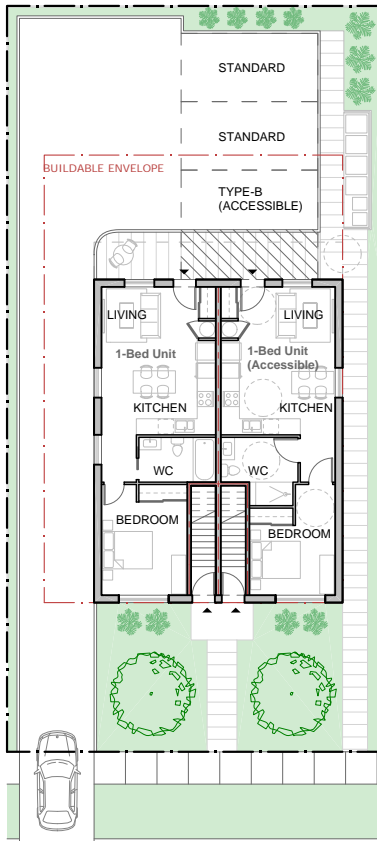 STANDARD
STANDARD
BUILDABLE ENVELOPE
TYPE-B
(ACCESSIBLE)
LIVING
LIVING
1-Bed Unit
1-Bed Unit
(Accessible)
KITCHEN
KITCHEN
WC
WC
BEDROOM
BEDROOM